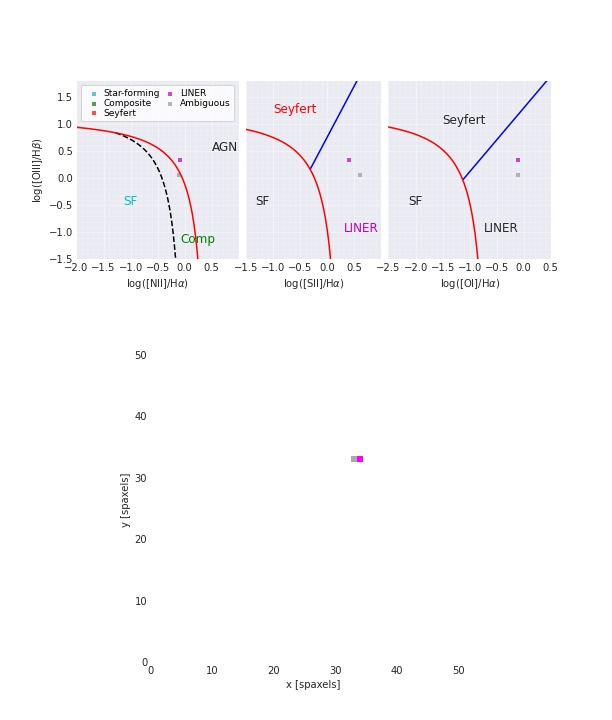 Star-forming
Composite
Seyfert
LINER
Ambiguous
AGN
SF
Comp
1.5
1.0
0.5
0.0
−0.5
−1.0
−1.5
log([OIII]/Hβ)
−2.0 −1.5 −1.0 −0.5 0.0 0.5
log([NII]/Hα)
Seyfert
SF
LINER
−1.5 −1.0 −0.5 0.0 0.5
log([SII]/Hα)
Seyfert
SF
LINER
−2.5 −2.0 −1.5 −1.0 −0.5 0.0 0.5
log([OI]/Hα)
50
40
30
20
10
0
y [spaxels]
0 10 20 30 40 50
x [spaxels]